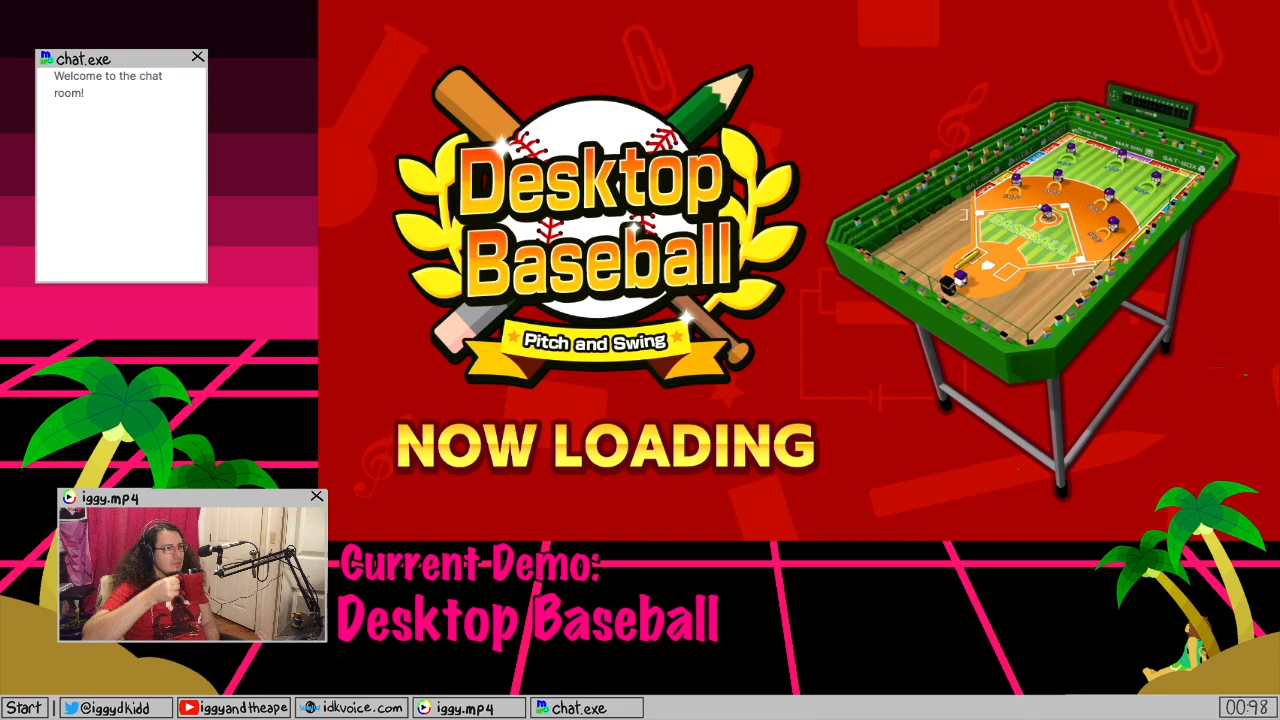 chat.exe
Welcome to the chat
room!
Desktop
Baseball
Pitch and Swing
BASEBALL
NOW LOADING
iggy.mp4
Current Demo:
Desktop Baseball
Start
@iggydkidd
iggyandtheape
idkvoice.com
iggy.mp4
chat.exe
00:98